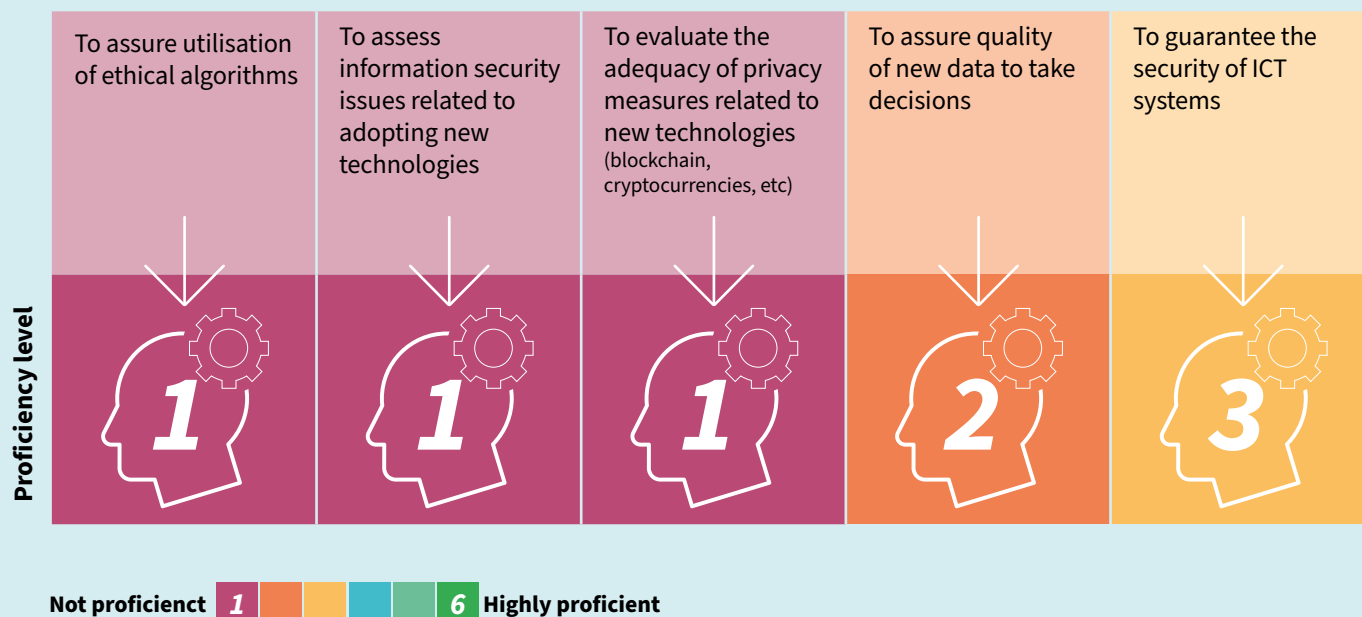 To assure utilisation
of ethical algorithms
To assess
information security
issues related to
adopting new
technologies
To evaluate the
adequacy of privacy
measures related to
new technologies
(blockchain,
cryptocurrencies, etc)
To assure quality
of new data to take
decisions
To guarantee the
security of ICT
systems
Proficiency level
1
1
1
2
3
Not proficienct 1 6 Highly proficient